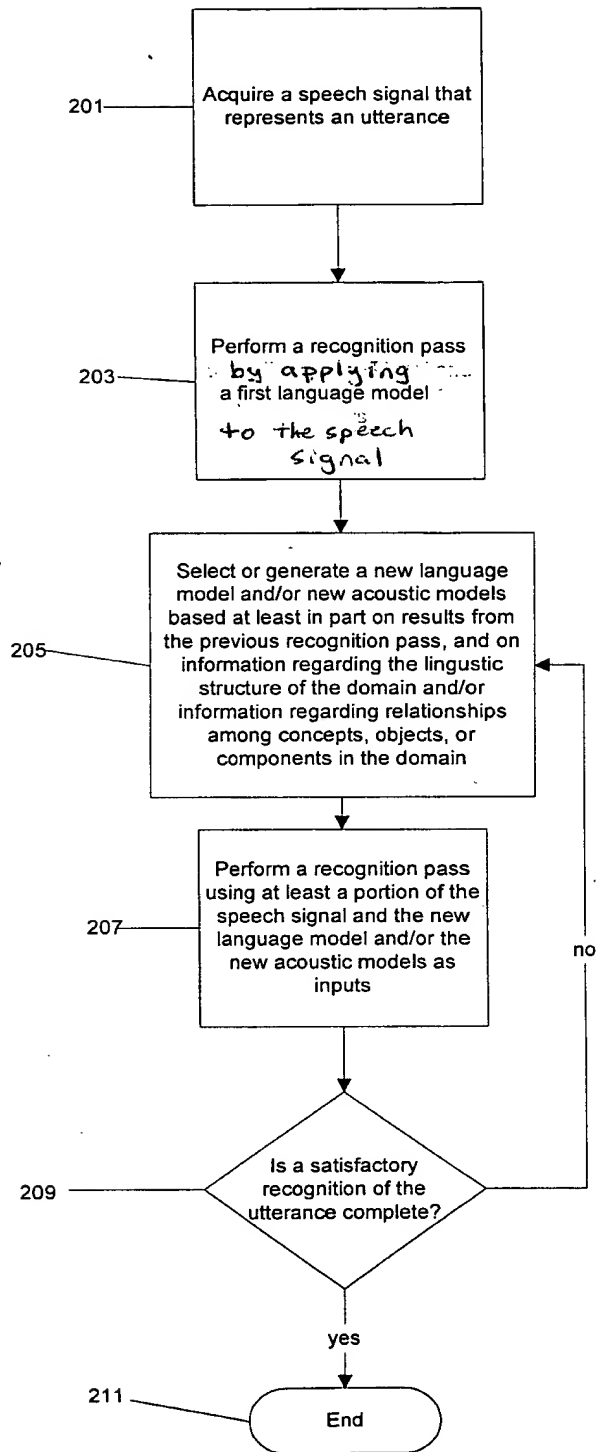 201
Acquire a speech signal that
represents an utterance
203
Perform a recognition pass
by applying
a first language model
to the speech
signal
205
Select or generate a new language
model and/or new acoustic models
based at least in part on results from
the previous recognition pass, and on
information regarding the lingustic
structure of the domain and/or
information regarding relationships
among concepts, objects, or
components in the domain
207
Perform a recognition pass
using at least a portion of the
speech signal and the new
language model and/or the
new acoustic models as
inputs
no
209
Is a satisfactory
recognition of the
utterance complete?
yes
211
End